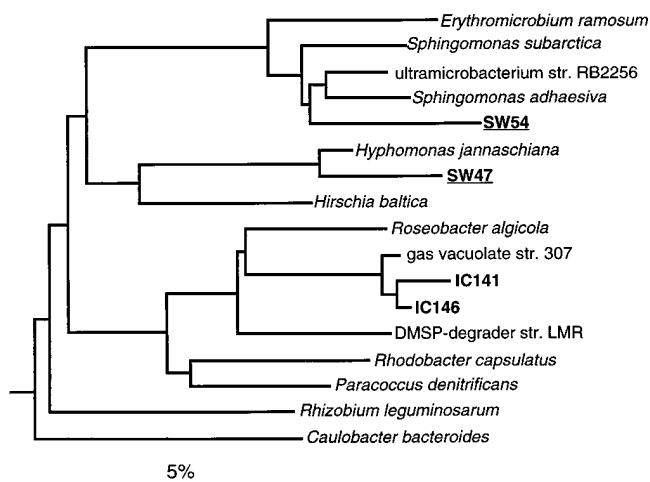 Erythromicrobium ramosum
Sphingomonas subarctica
ultramicrobacterium str. RB2256
Sphingomonas adhaesiva
SW54
Hyphomonas jannaschiana
SW47
Hirschia baltica
Roseobacter algicola
gas vacuolate str. 307
IC141
IC146
DMSP-degrader str. LMR
Rhodobacter capsulatus
Paracoccus denitrificans
Rhizobium leguminosarum
Caulobacter bacteroides
5%